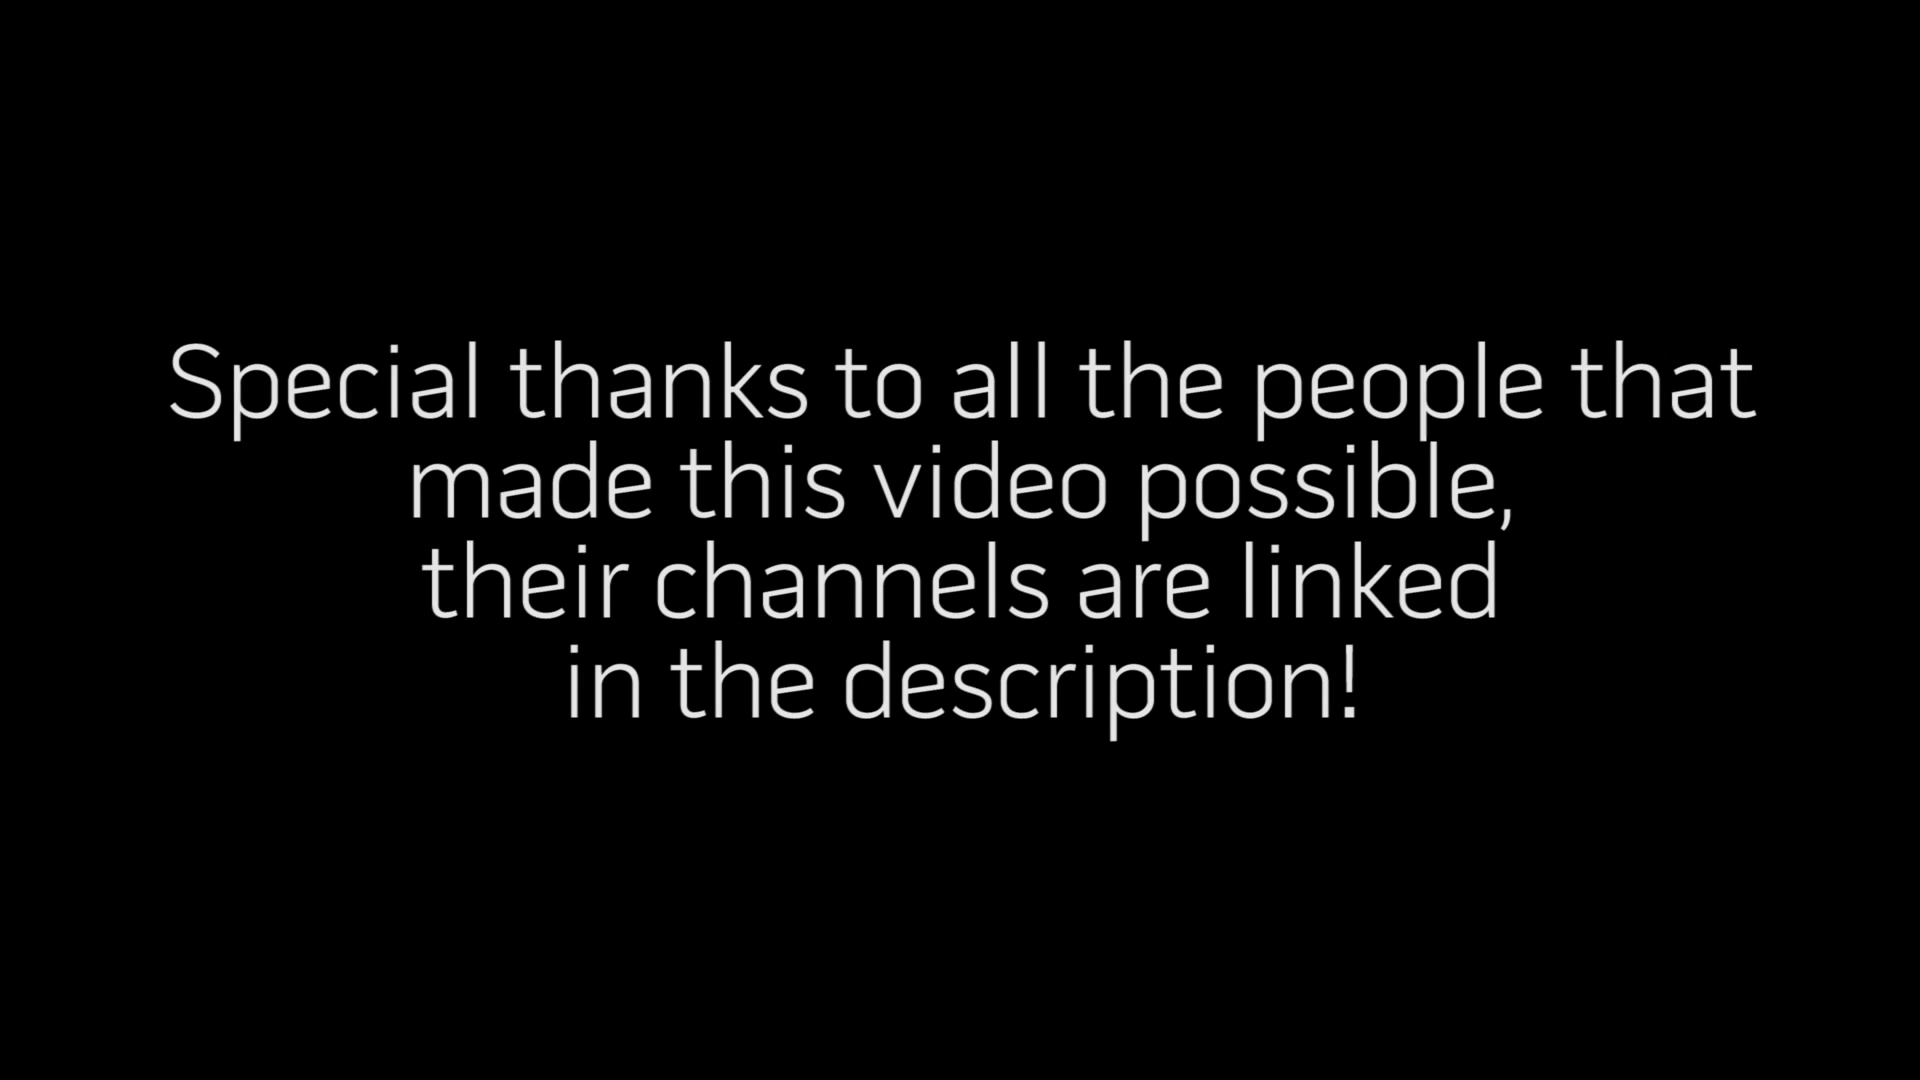 Special thanks to all the people that
made this video possible,
their channels are linked
in the description!